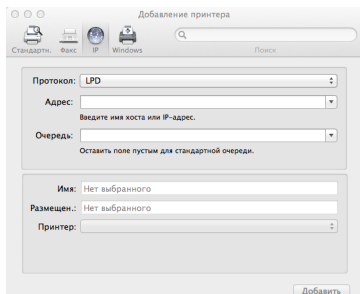 Добавление принтера
Стандартн. Факс IP Windows Поиск
Протокол: LPD
Адрес:
Введите имя хоста или IP-адрес.
Очередь:
Оставить поле пустым для стандартной очереди.
Имя: Нет выбранного
Размещен.: Нет выбранного
Принтер:
Добавить